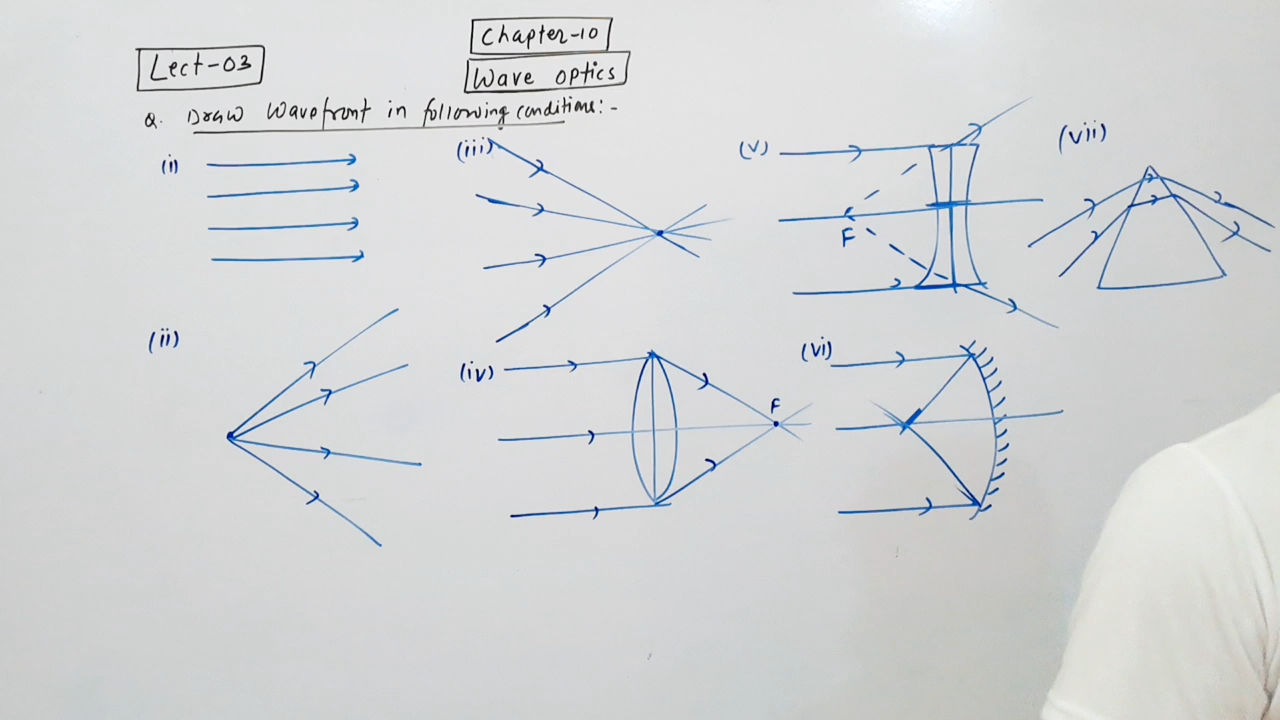 Lect-03
Chapter-10
Wave optics
Q. Draw Wavefront in following conditions:-
(i)
(ii)
(iii)
(iv)
F
(v)
F
(vi)
(vii)